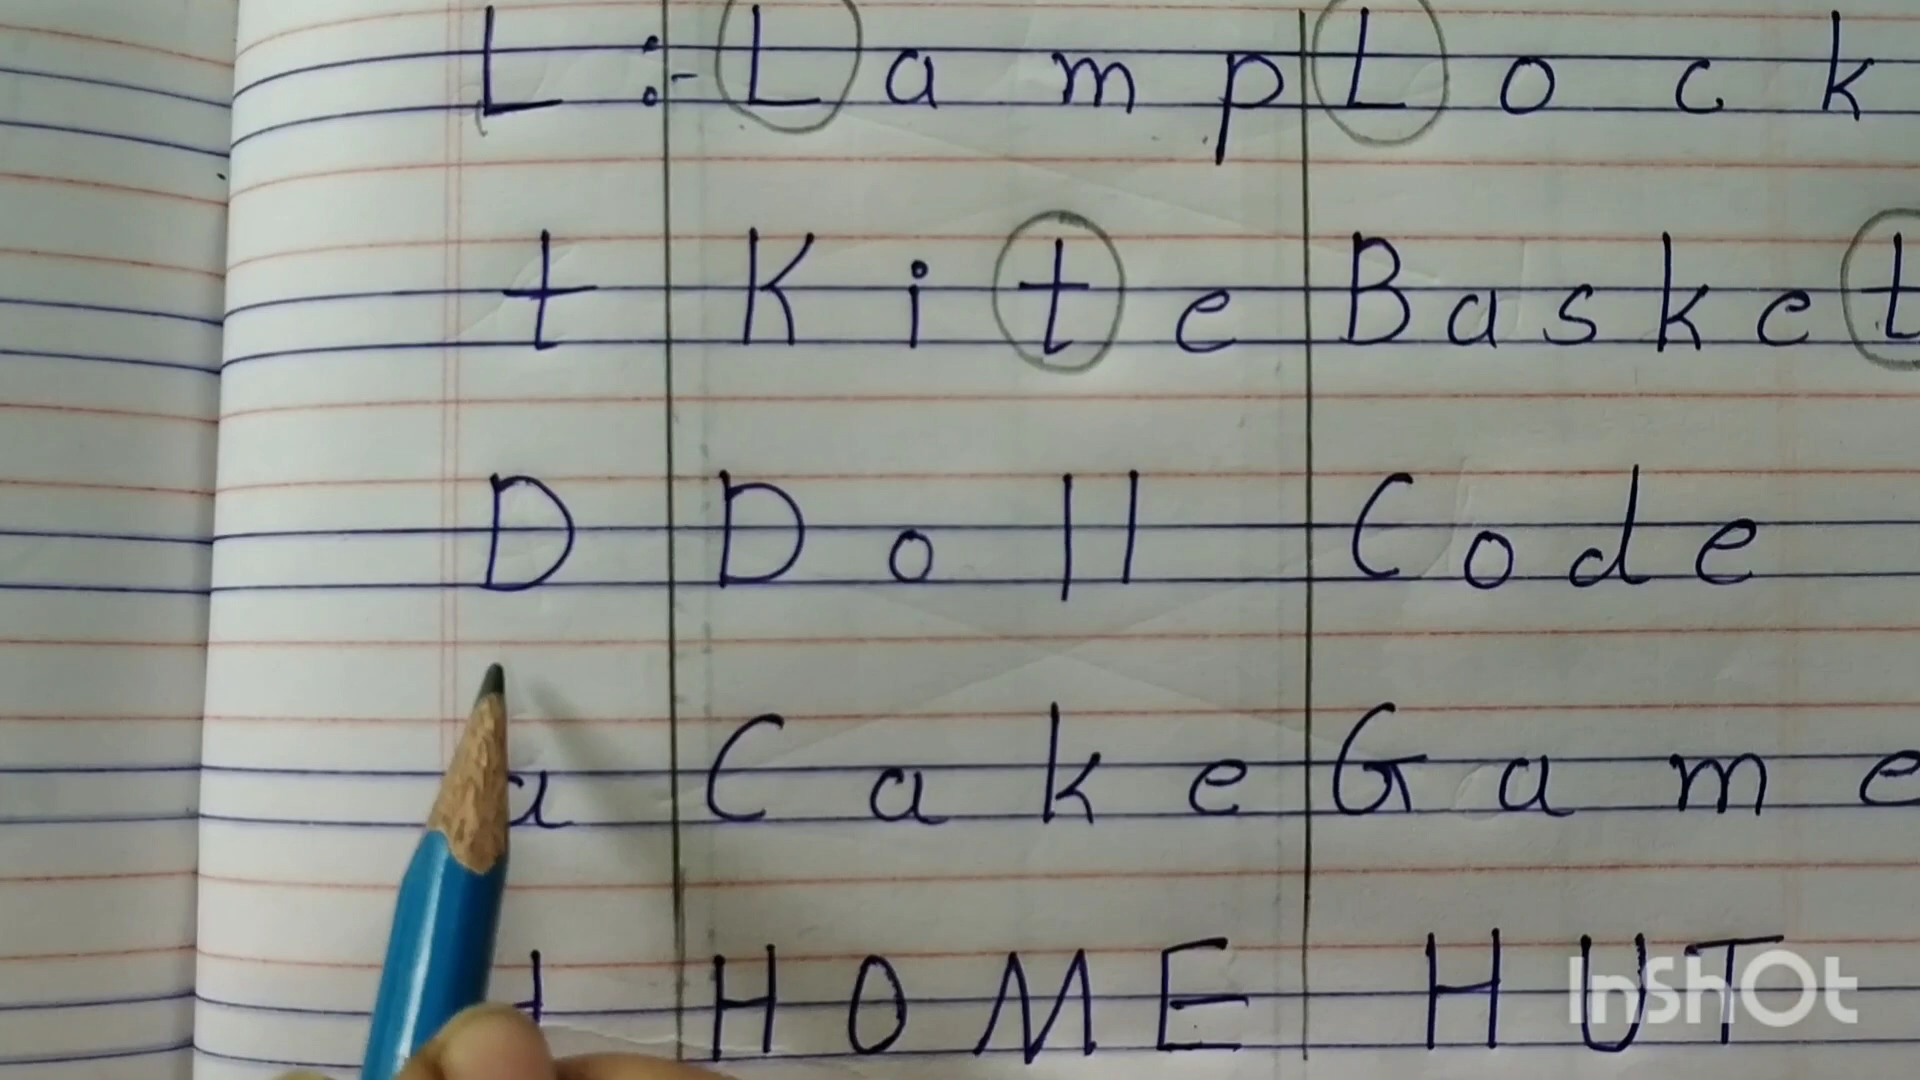 L :- Lamp Lock
t Kite Basket
D Doll Code
a Cake Game
H HOME HUT
InShOt